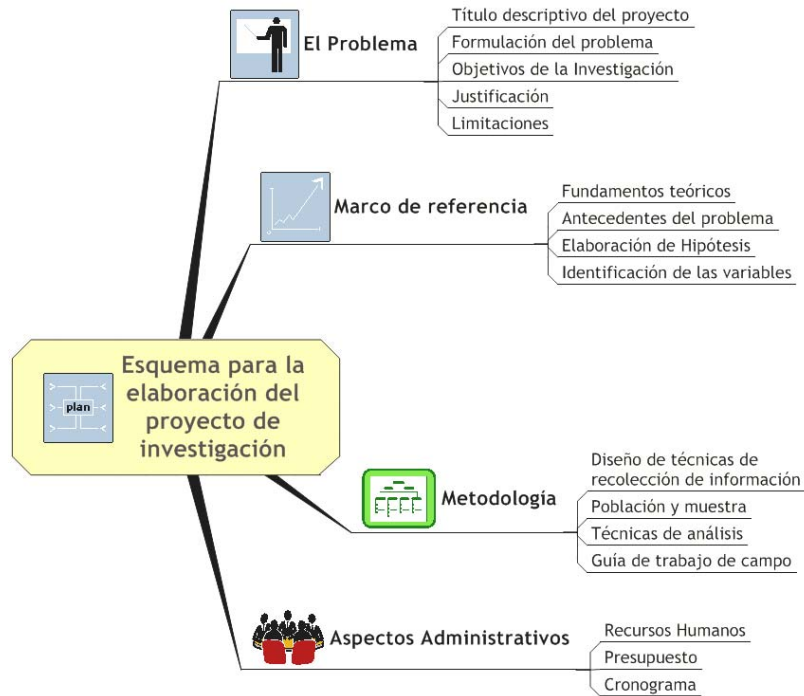 El Problema
Título descriptivo del proyecto
Formulación del problema
Objetivos de la Investigación
Justificación
Limitaciones
Marco de referencia
Fundamentos teóricos
Antecedentes del problema
Elaboración de Hipótesis
Identificación de las variables
plan
Esquema para la
elaboración del
proyecto de
investigación
Metodología
Diseño de técnicas de
recolección de información
Población y muestra
Técnicas de análisis
Guía de trabajo de campo
Aspectos Administrativos
Recursos Humanos
Presupuesto
Cronograma